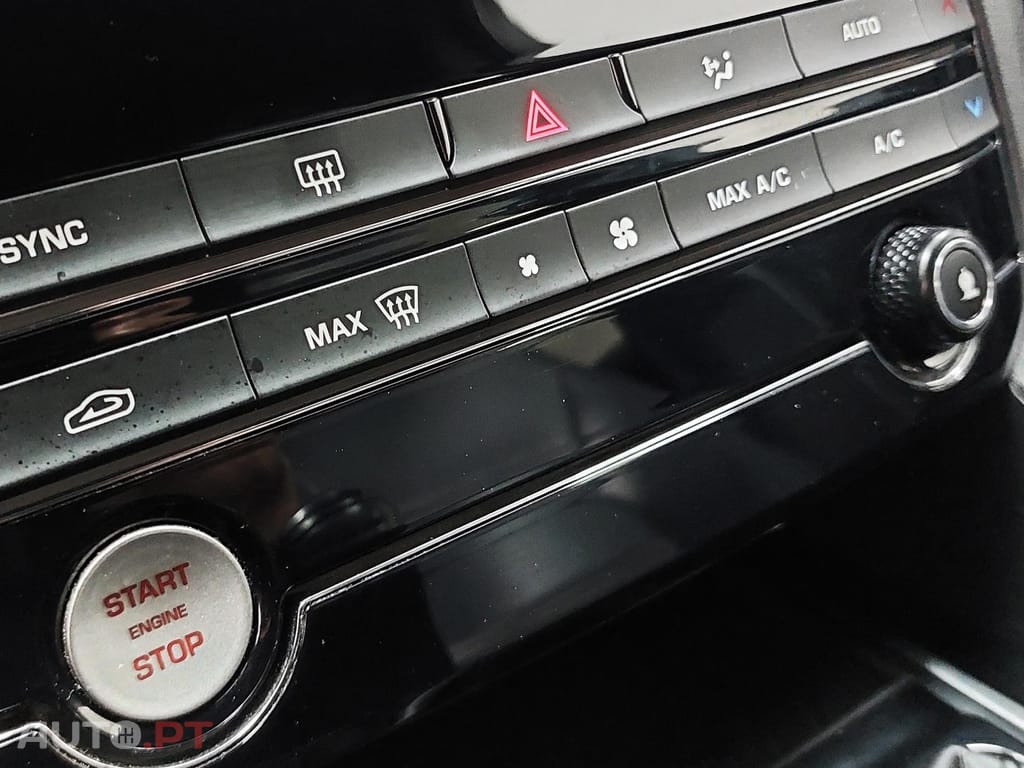 AUTO
SYNC
MAX A/C
A/C
MAX
START
ENGINE
STOP
AUTO.PT